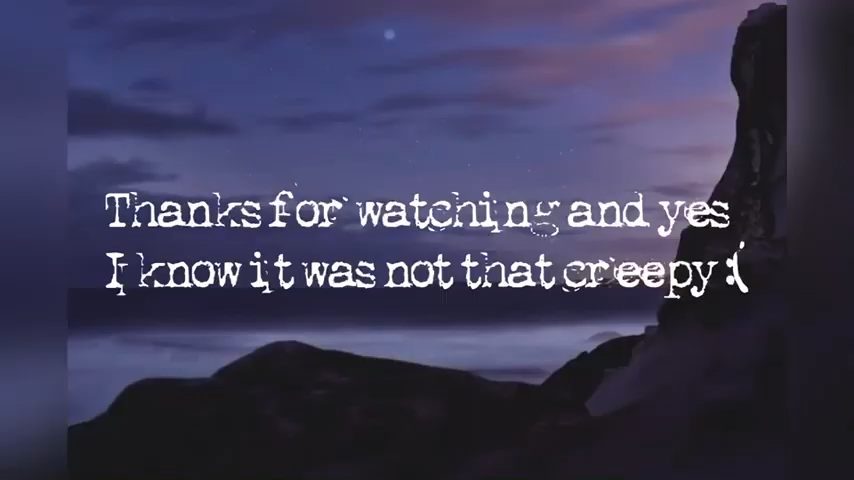 Thanks for watching and yes
I know it was not that creepy :(